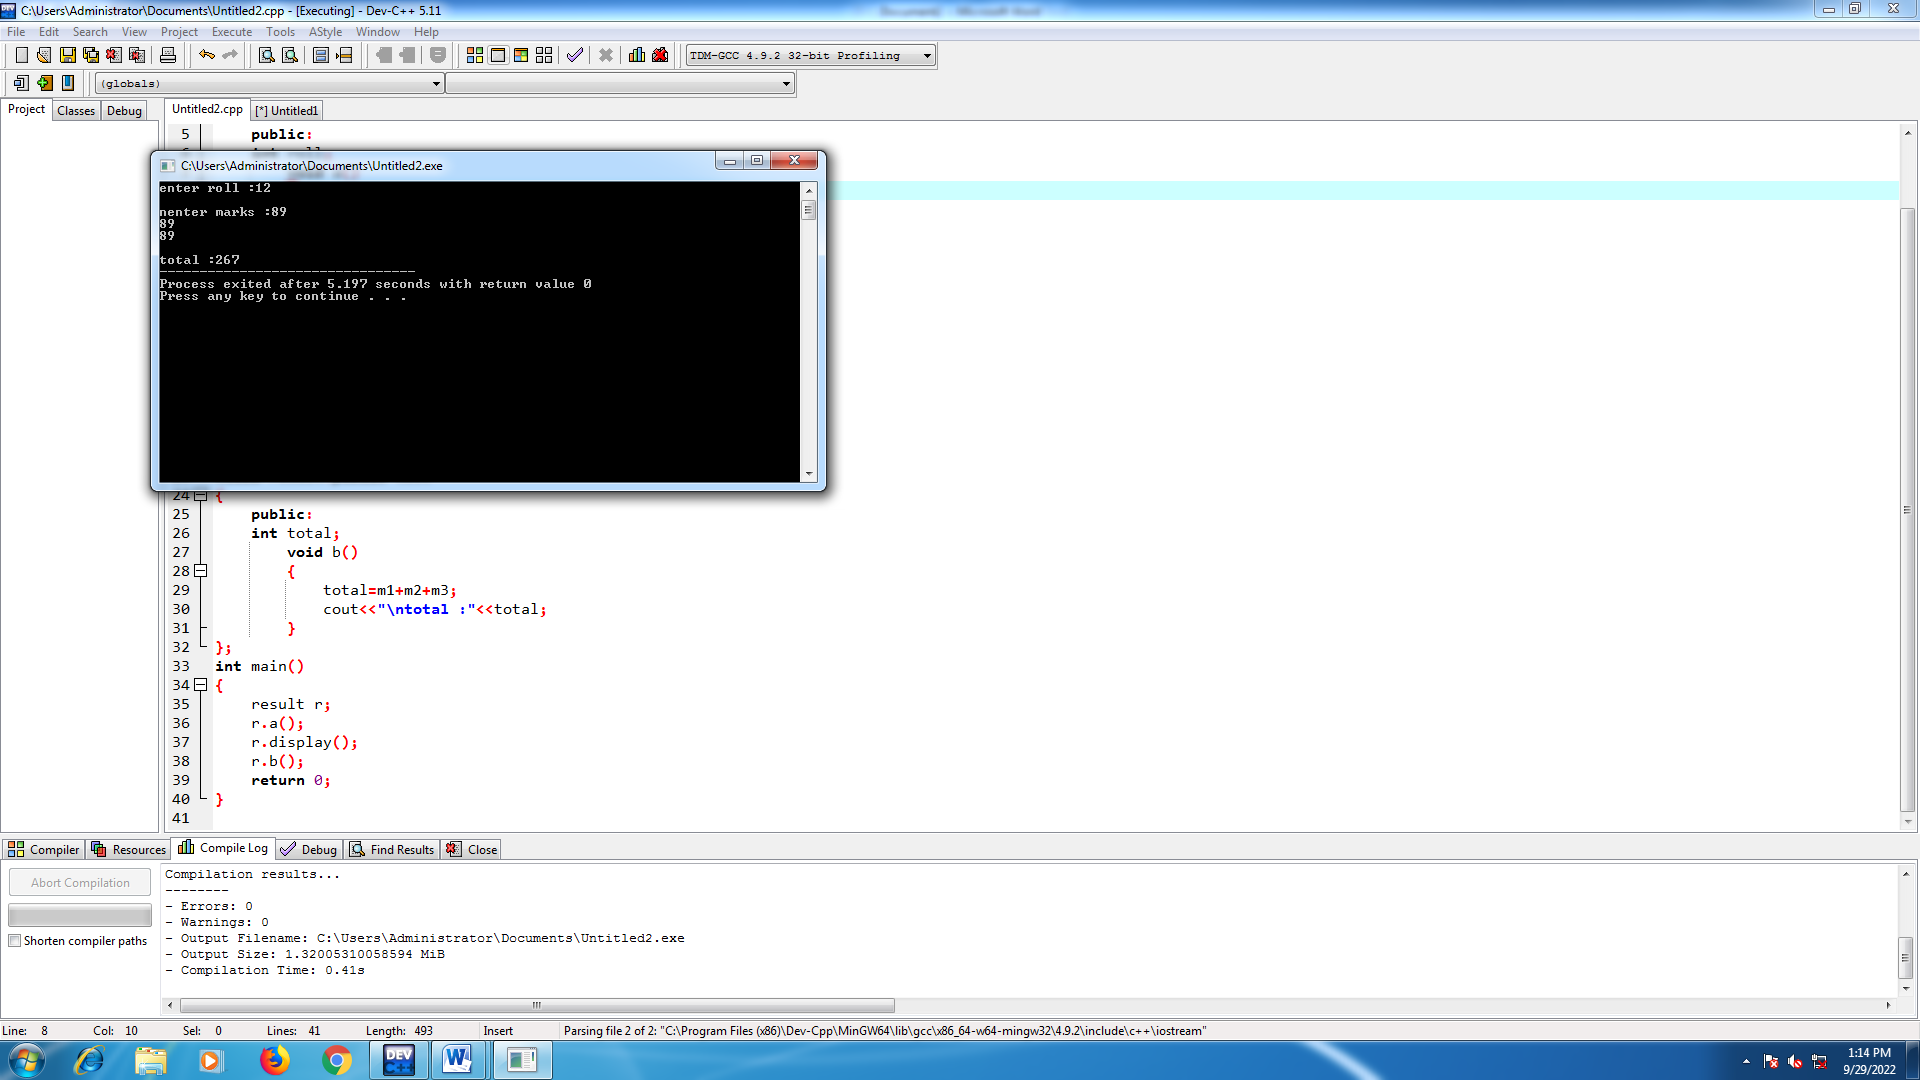 C:\Users\Administrator\Documents\Untitled2.cpp - [Executing] - Dev-C++ 5.11
File Edit Search View Project Execute Tools AStyle Window Help
TDM-GCC 4.9.2 32-bit Profiling
(globals)
Project Classes Debug
Untitled2.cpp [*] Untitled1
5 public:
C:\Users\Administrator\Documents\Untitled2.exe
enter roll :12
nenter marks :89
89
89
total :267
--------------------------------
Process exited after 5.197 seconds with return value 0
Press any key to continue . . .
24 {
25 public:
26 int total;
27 void b()
28 {
29 total=m1+m2+m3;
30 cout<<"\ntotal :"<<total;
31 }
32 };
33 int main()
34 {
35 result r;
36 r.a();
37 r.display();
38 r.b();
39 return 0;
40 }
41
Compiler Resources Compile Log Debug Find Results Close
Abort Compilation
Shorten compiler paths
Compilation results...
--------
- Errors: 0
- Warnings: 0
- Output Filename: C:\Users\Administrator\Documents\Untitled2.exe
- Output Size: 1.32005310058594 MiB
- Compilation Time: 0.41s
Line: 8 Col: 10 Sel: 0 Lines: 41 Length: 493 Insert Parsing file 2 of 2: "C:\Program Files (x86)\Dev-Cpp\MinGW64\lib\gcc\x86_64-w64-mingw32\4.9.2\include\c++\iostream"
DEV C++
W
1:14 PM
9/29/2022